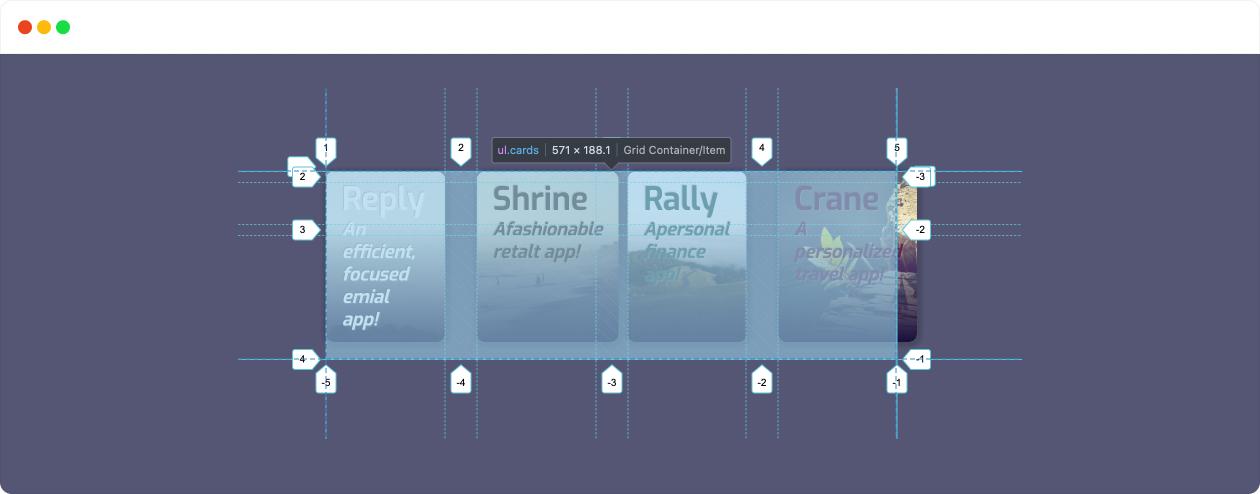 1
2
ul.cards 571 × 188.1 Grid Container/Item
4
5
2
-3
Reply
Shrine
Rally
Crane
3
-2
An
efficient,
focused
emial
app!
Afashionable
retalt app!
Apersonal
finance
app!
A
personalized
travel app!
4
-1
-5
-4
-3
-2
-1